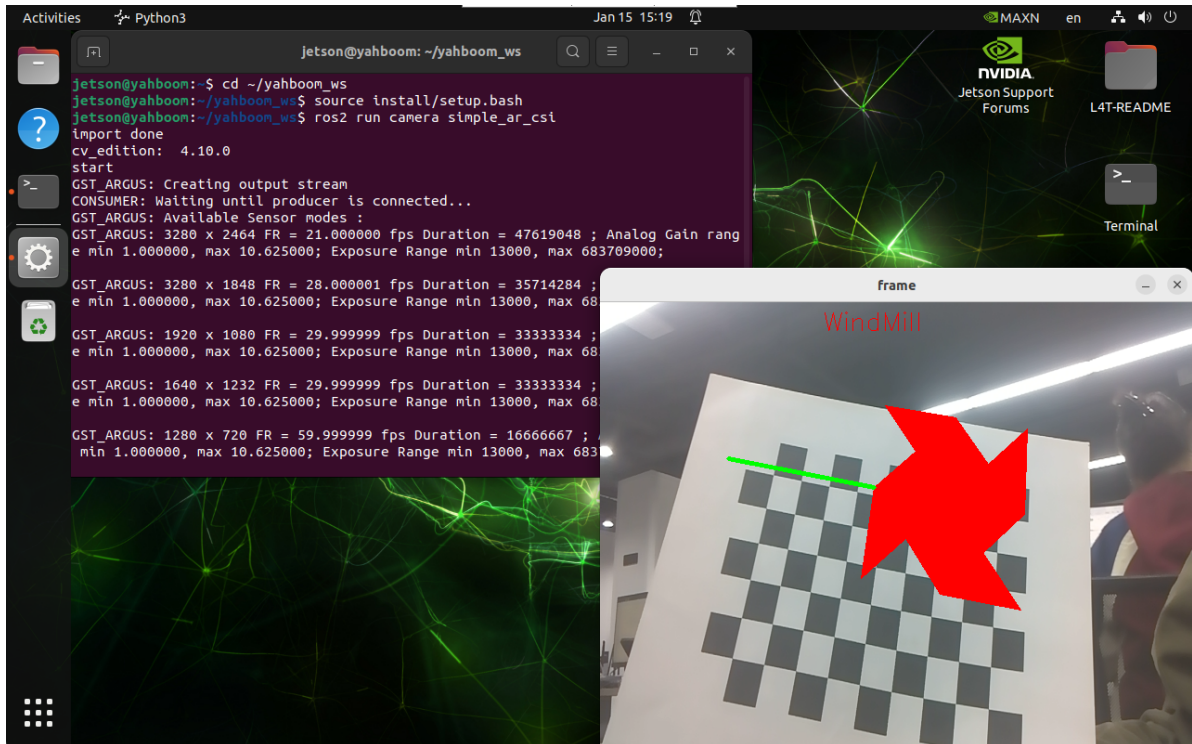 Activities
Python3
Jan 15 15:19
MAXN
en
jetson@yahboom: ~/yahboom_ws
jetson@yahboom:~$ cd ~/yahboom_ws
jetson@yahboom:~/yahboom_ws$ source install/setup.bash
jetson@yahboom:~/yahboom_ws$ ros2 run camera simple_ar_csi
import done
cv_edition:  4.10.0
start
GST_ARGUS: Creating output stream
CONSUMER: Waiting until producer is connected...
GST_ARGUS: Available Sensor modes :
GST_ARGUS: 3280 x 2464 FR = 21.000000 fps Duration = 47619048 ; Analog Gain rang
e min 1.000000, max 10.625000; Exposure Range min 13000, max 683709000;
GST_ARGUS: 3280 x 1848 FR = 28.000001 fps Duration = 35714284 ;
e min 1.000000, max 10.625000; Exposure Range min 13000, max 68
GST_ARGUS: 1920 x 1080 FR = 29.999999 fps Duration = 33333334 ;
e min 1.000000, max 10.625000; Exposure Range min 13000, max 68
GST_ARGUS: 1640 x 1232 FR = 29.999999 fps Duration = 33333334 ;
e min 1.000000, max 10.625000; Exposure Range min 13000, max 68
GST_ARGUS: 1280 x 720 FR = 59.999999 fps Duration = 16666667 ;
 min 1.000000, max 10.625000; Exposure Range min 13000, max 683
NVIDIA.
Jetson Support
Forums
L4T-README
Terminal
frame
WindMill